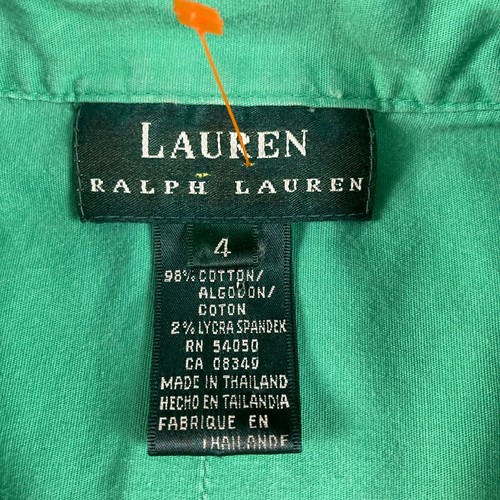 LAUREN
RALPH LAUREN
4
98% COTTON/
ALGODON/
COTON
2% LYCRA SPANDEX
RN 54050
CA 08349
MADE IN THAILAND
HECHO EN TAILANDIA
FABRIQUE EN
THAILANDE